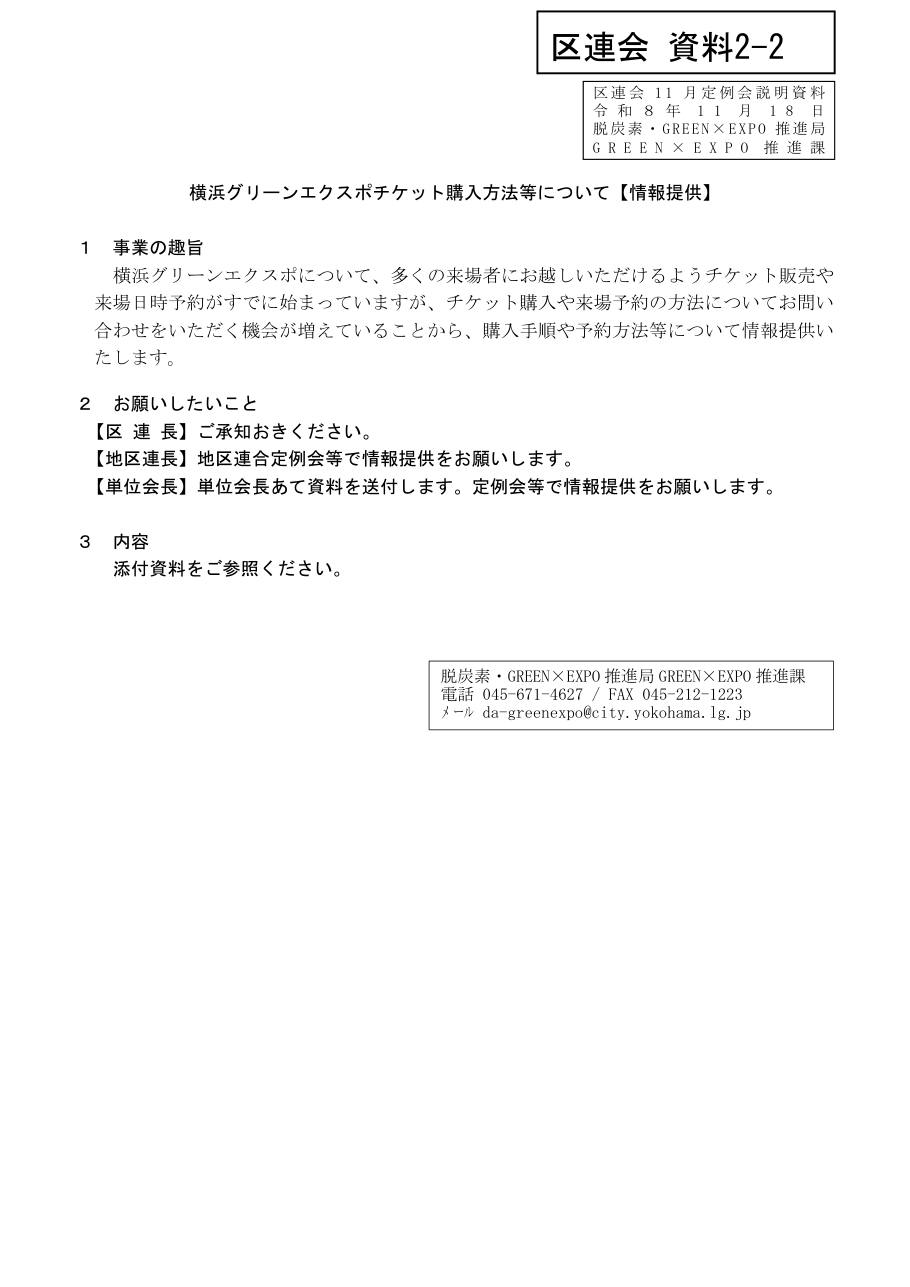 区連会 資料2-2
区連会 11 月定例会説明資料
令和８年１１月１８日
脱炭素・GREEN×EXPO 推進局
ＧＲＥＥＮ×ＥＸＰＯ推進課
横浜グリーンエクスポチケット購入方法等について【情報提供】
１　事業の趣旨
横浜グリーンエクスポについて、多くの来場者にお越しいただけるようチケット販売や
来場日時予約がすでに始まっていますが、チケット購入や来場予約の方法についてお問い
合わせをいただく機会が増えていることから、購入手順や予約方法等について情報提供い
たします。
２　お願いしたいこと
【区 連 長】ご承知おきください。
【地区連長】地区連合定例会等で情報提供をお願いします。
【単位会長】単位会長あて資料を送付します。定例会等で情報提供をお願いします。
３　内容
添付資料をご参照ください。
脱炭素・GREEN×EXPO 推進局 GREEN×EXPO 推進課
電話 045-671-4627 / FAX 045-212-1223
ﾒｰﾙ da-greenexpo@city.yokohama.lg.jp